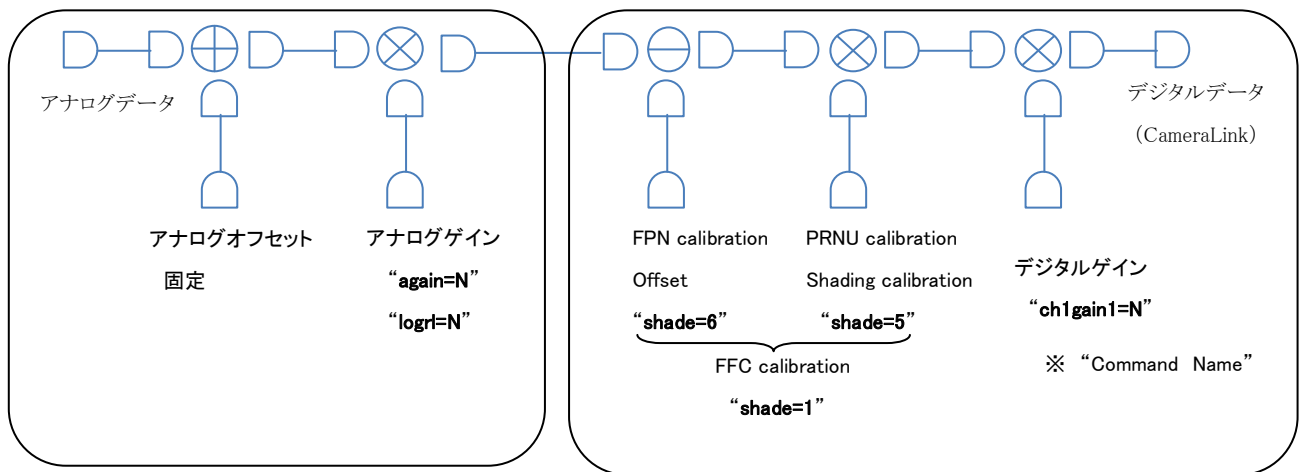 アナログデータ
デジタルデータ
(CameraLink)
アナログオフセット
固定
アナログゲイン
“again=N”
“logrl=N”
FPN calibration
Offset
“shade=6”
PRNU calibration
Shading calibration
“shade=5”
FFC calibration
“shade=1”
デジタルゲイン
“ch1gain1=N”
※ “Command Name”